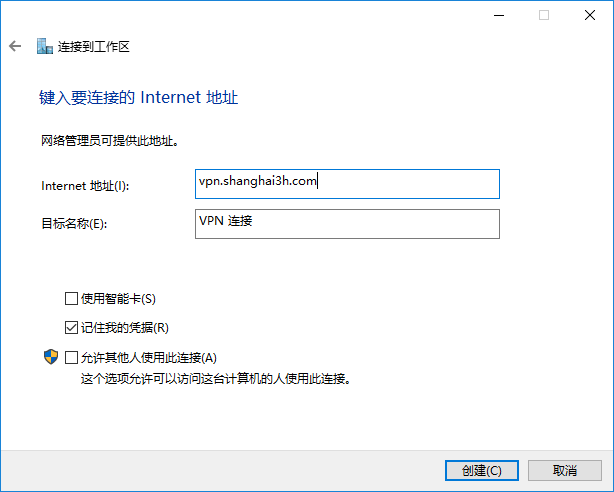 连接到工作区
键入要连接的 Internet 地址
网络管理员可提供此地址。
Internet 地址(I):
vpn.shanghai3h.com
目标名称(E):
VPN 连接
使用智能卡(S)
记住我的凭据(R)
允许其他人使用此连接(A)
这个选项允许可以访问这台计算机的人使用此连接。
创建(C)
取消